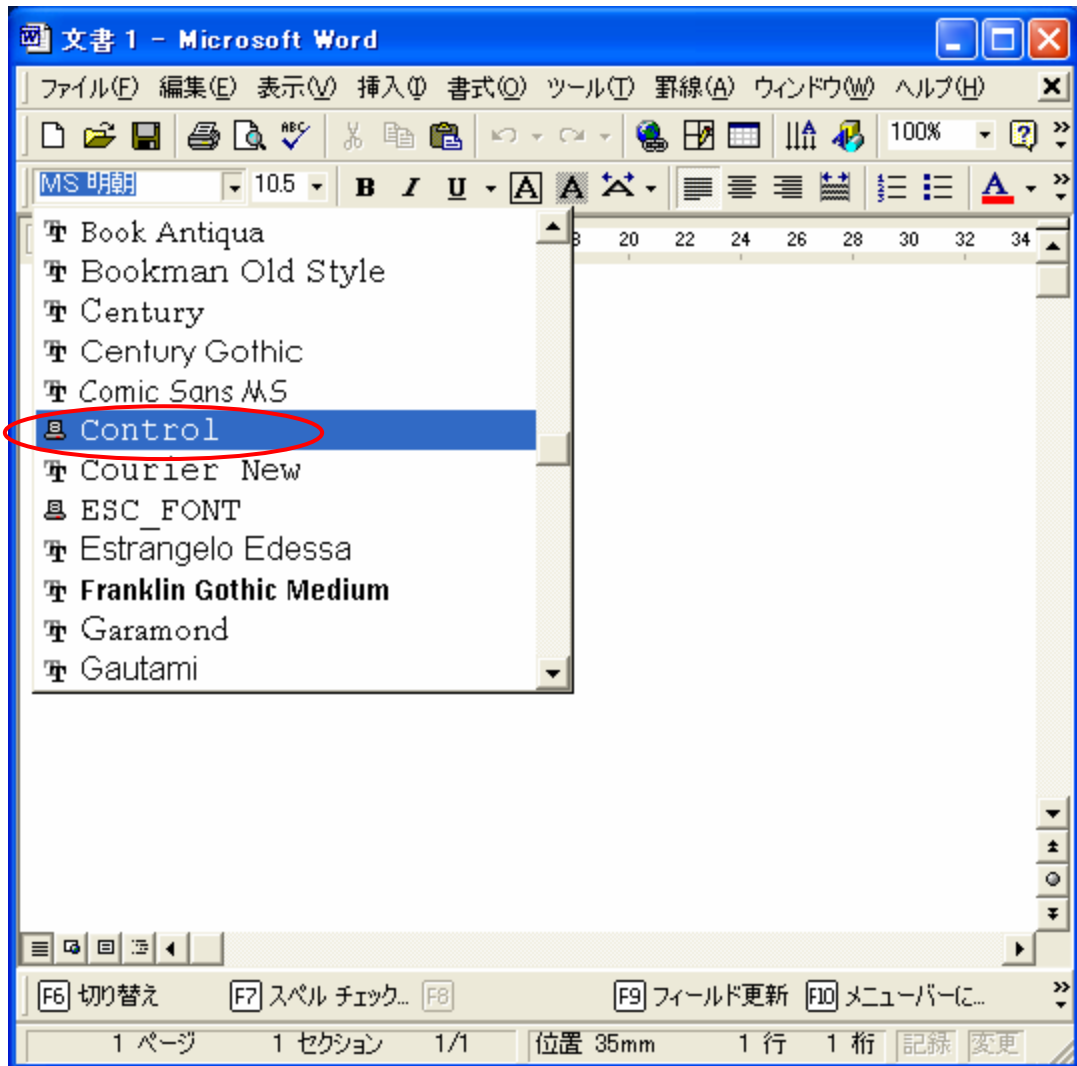 文書 1 - Microsoft Word
ファイル(F) 編集(E) 表示(V) 挿入(I) 書式(O) ツール(T) 罫線(A) ウィンドウ(W) ヘルプ(H)
ABC 100%
MS 明朝 10.5 B I U A A A
Book Antiqua
8 20 22 24 26 28 30 32 34
Bookman Old Style
Century
Century Gothic
Comic Sans MS
Control
Courier New
ESC_FONT
Estrangelo Edessa
Franklin Gothic Medium
Garamond
Gautami
F6 切り替え F7 スペル チェック... F8 F9 フィールド更新 F10 メニューバーに...
1 ページ 1 セクション 1/1 位置 35mm 1 行 1 桁 記録 変更